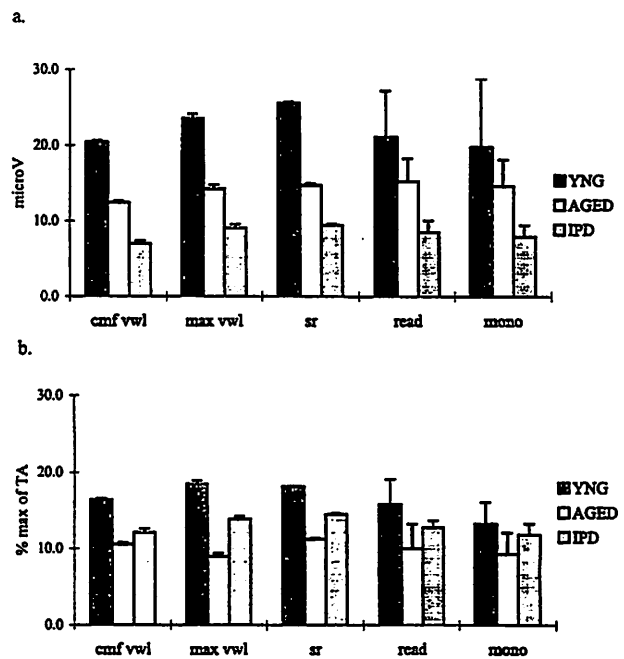 a.
30.0
20.0
10.0
0.0
microV
cmf vwl max vwl sr read mono
YNG
AGED
IPD
b.
30.0
20.0
10.0
0.0
% max of TA
cmf vwl max vwl sr read mono
YNG
AGED
IPD